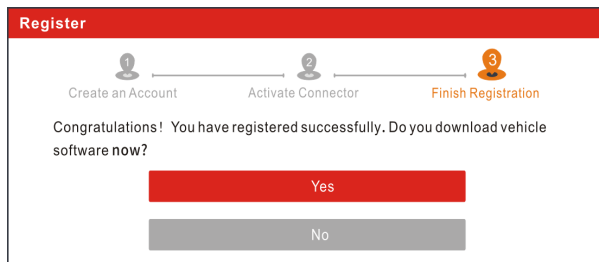 Register
1
2
3
Create an Account
Activate Connector
Finish Registration
Congratulations! You have registered successfully. Do you download vehicle
software now?
Yes
No